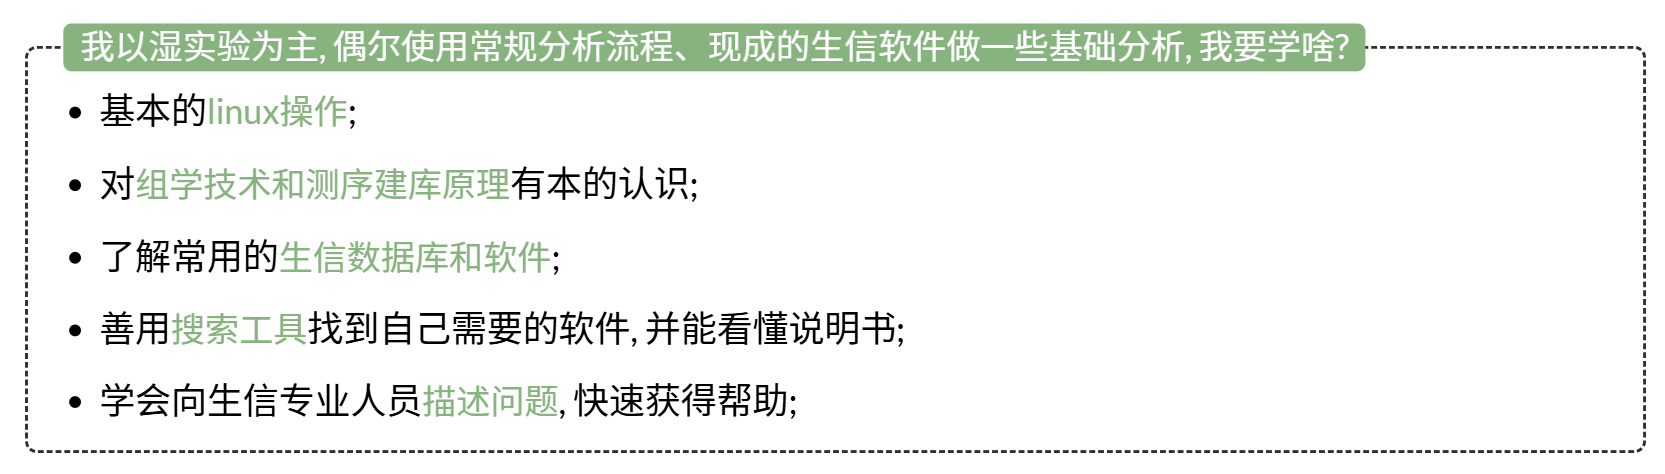 我以湿实验为主, 偶尔使用常规分析流程、现成的生信软件做一些基础分析, 我要学啥?
• 基本的linux操作;
• 对组学技术和测序建库原理有本的认识;
• 了解常用的生信数据库和软件;
• 善用搜索工具找到自己需要的软件, 并能看懂说明书;
• 学会向生信专业人员描述问题, 快速获得帮助;